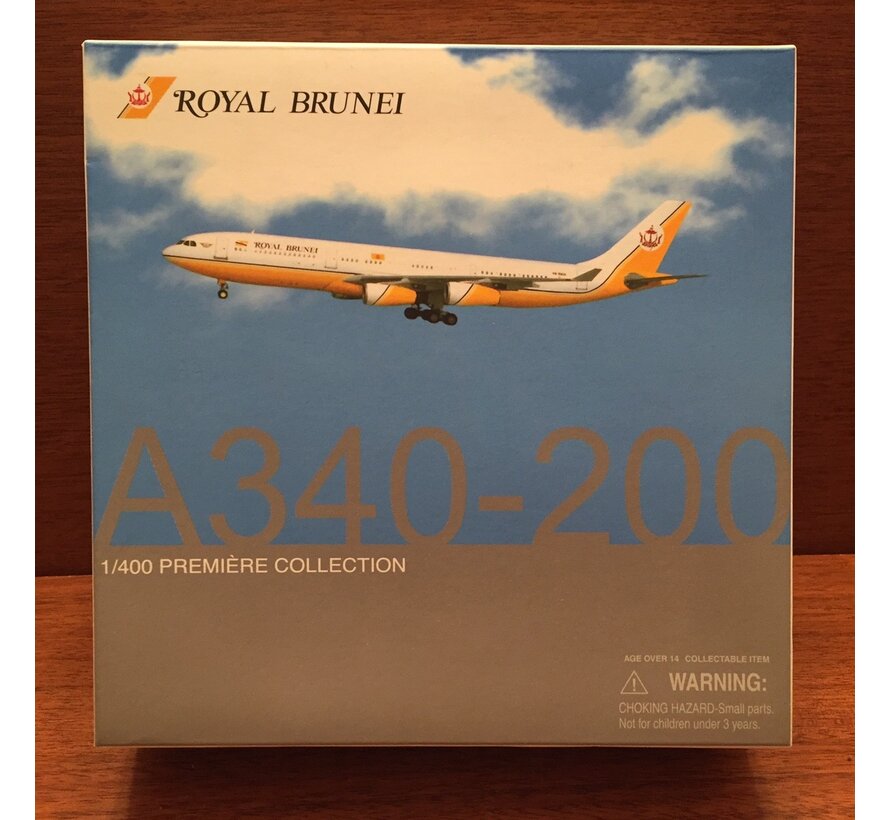 ROYAL BRUNEI
ROYAL BRUNEI
A340-200
1/400 PREMIÈRE COLLECTION
AGE OVER 14 COLLECTABLE ITEM
WARNING:
CHOKING HAZARD-Small parts.
Not for children under 3 years.